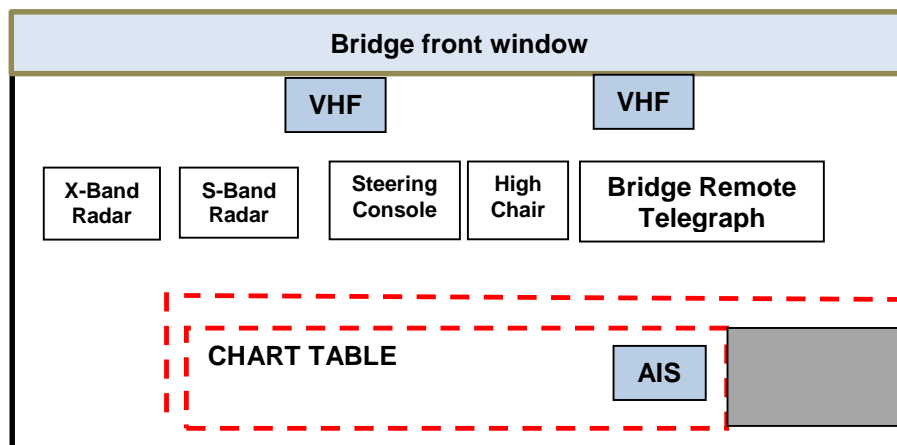 Bridge front window
VHF
VHF
X-Band
Radar
S-Band
Radar
Steering
Console
High
Chair
Bridge Remote
Telegraph
CHART TABLE
AIS